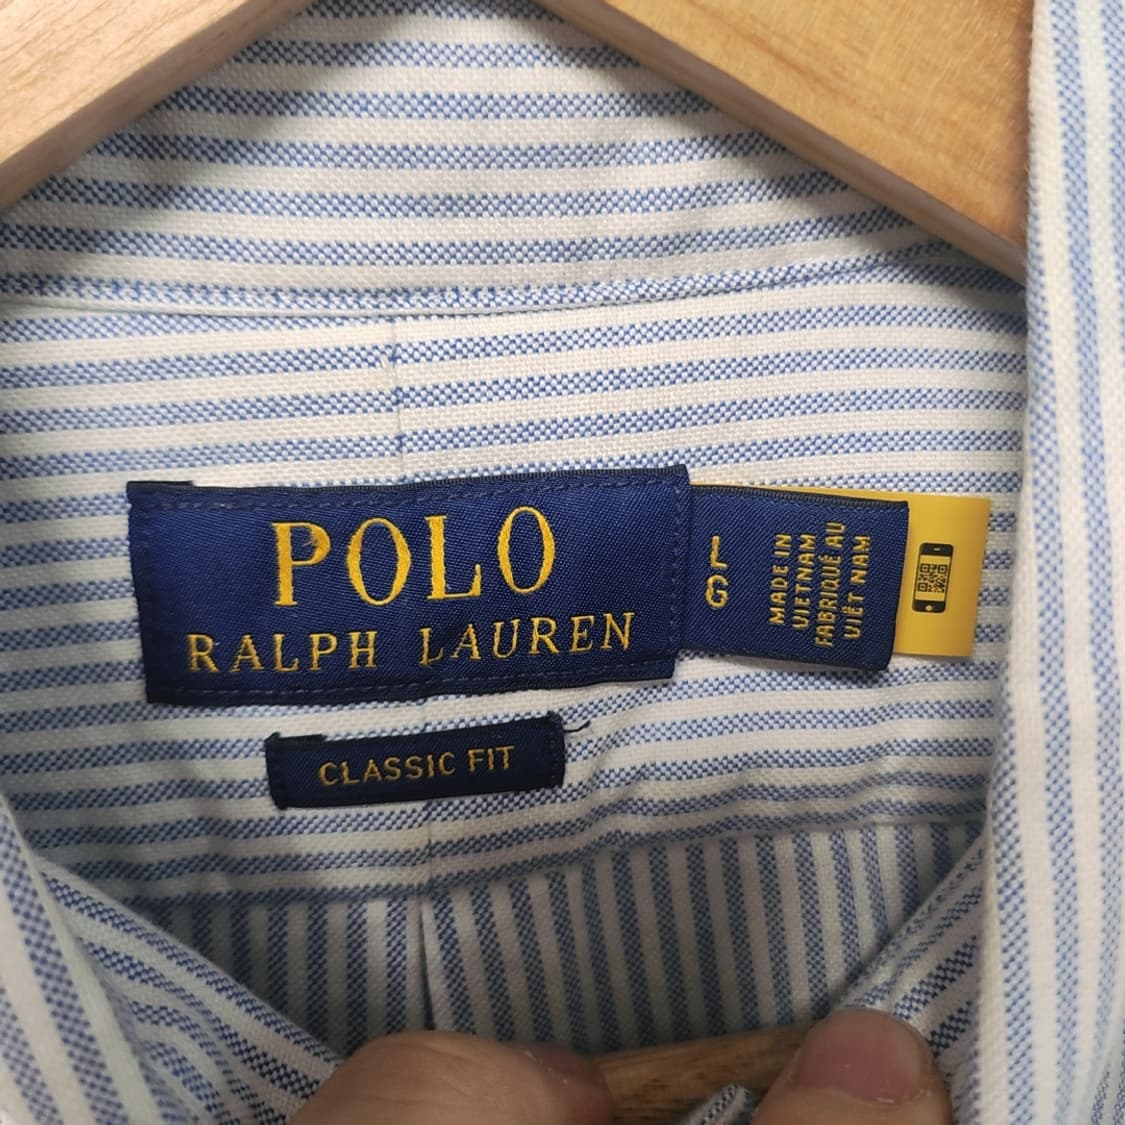 POLO
RALPH LAUREN
L
G
MADE IN
VIETNAM
FABRIQUÉ AU
VIÊT NAM
CLASSIC FIT